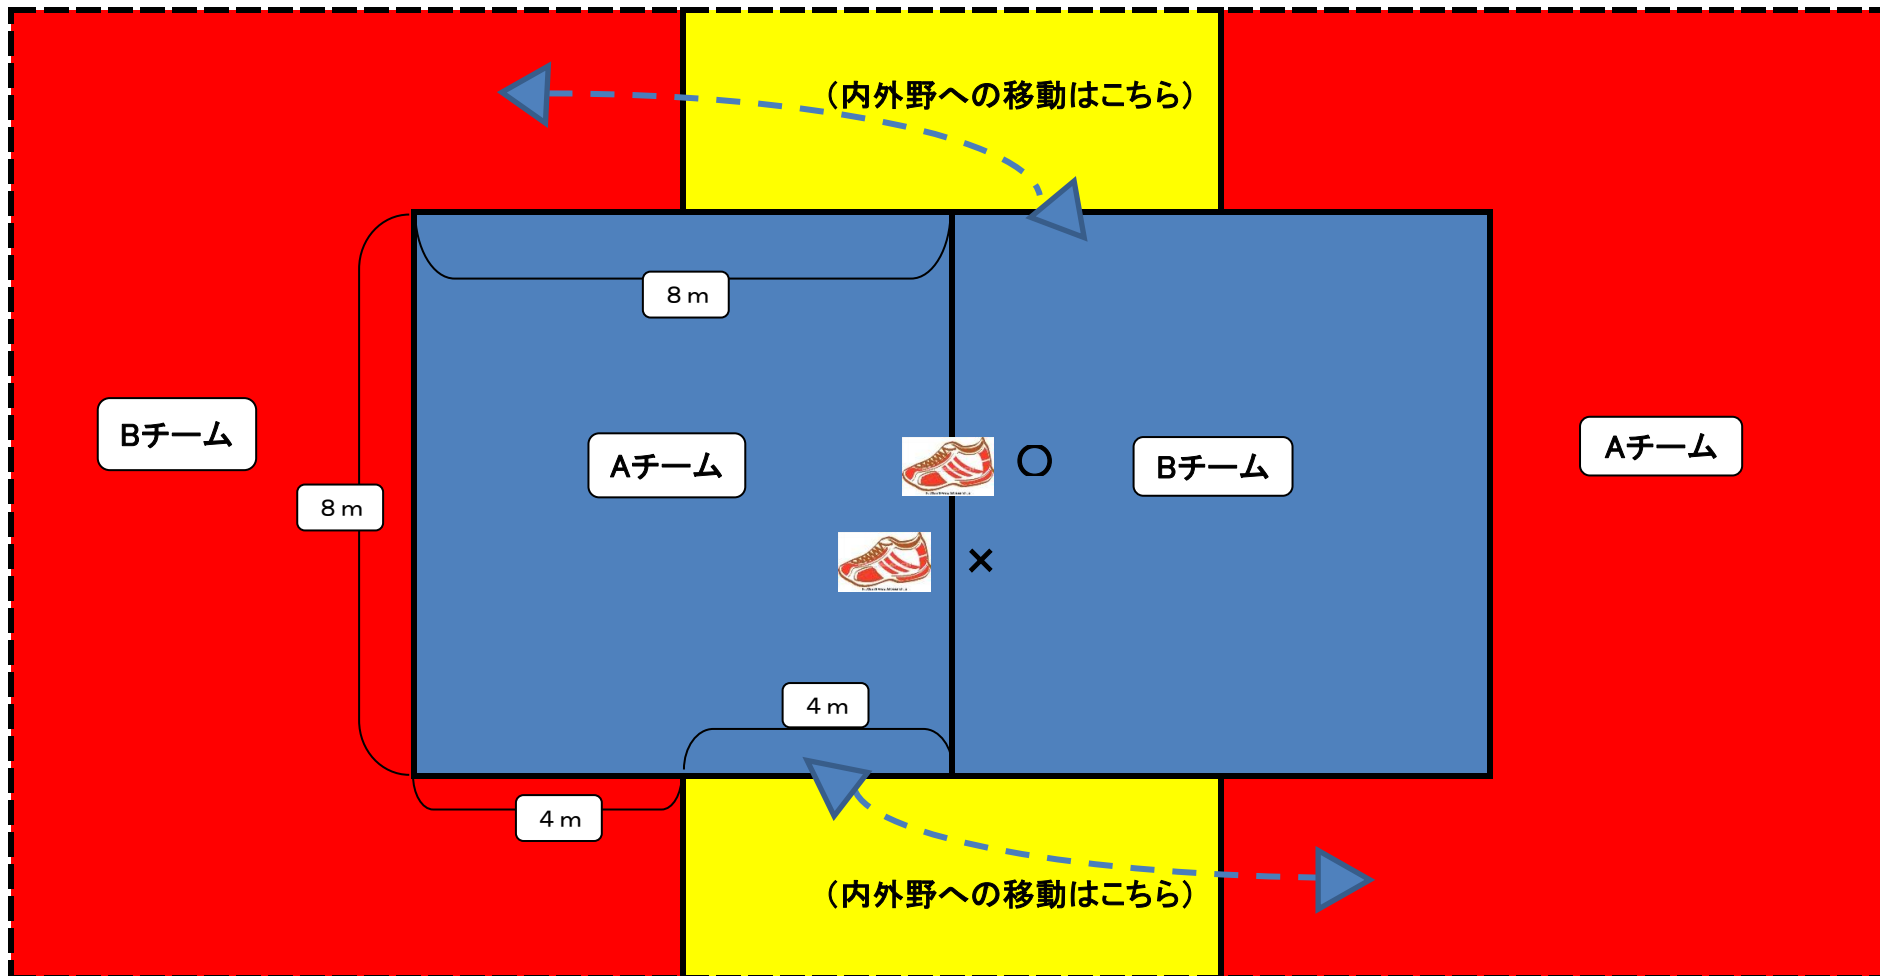 （内外野への移動はこちら）
８ｍ
Bチーム
Aチーム
○
Bチーム
Aチーム
８ｍ
×
４ｍ
４ｍ
（内外野への移動はこちら）